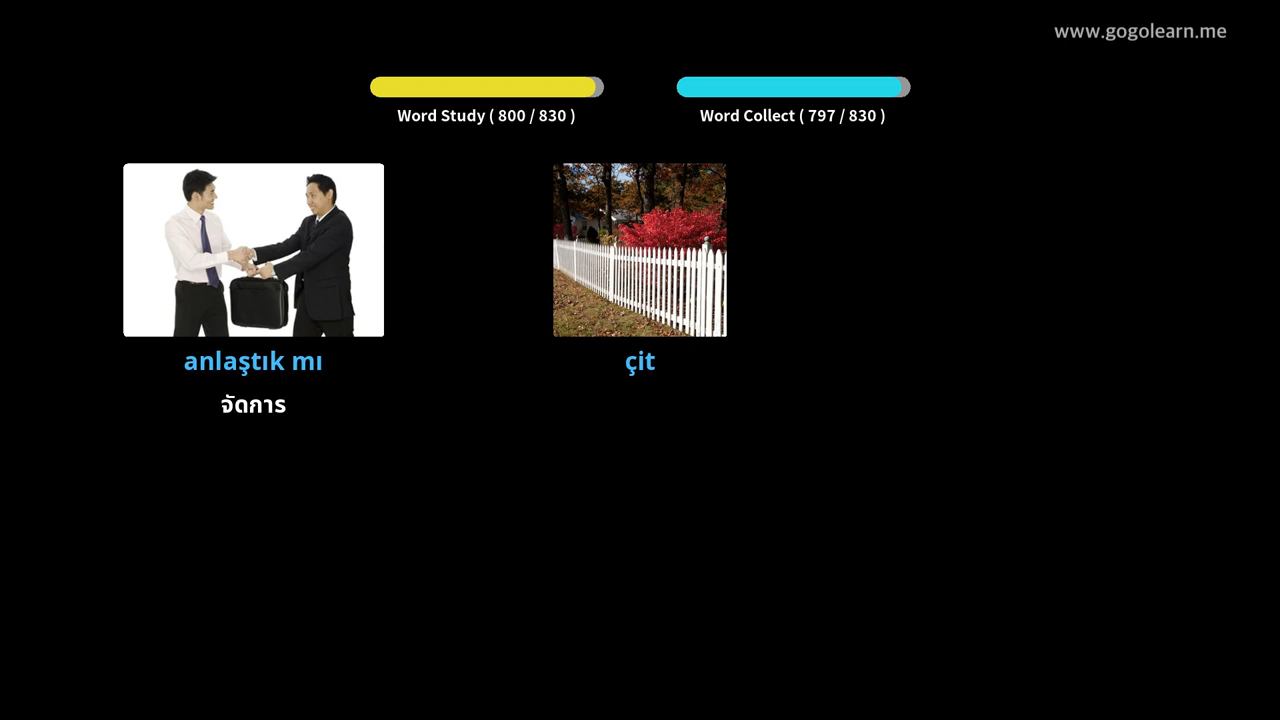 www.gogolearn.me
Word Study ( 800 / 830 )
Word Collect ( 797 / 830 )
anlaştık mı
çit
จัดการ